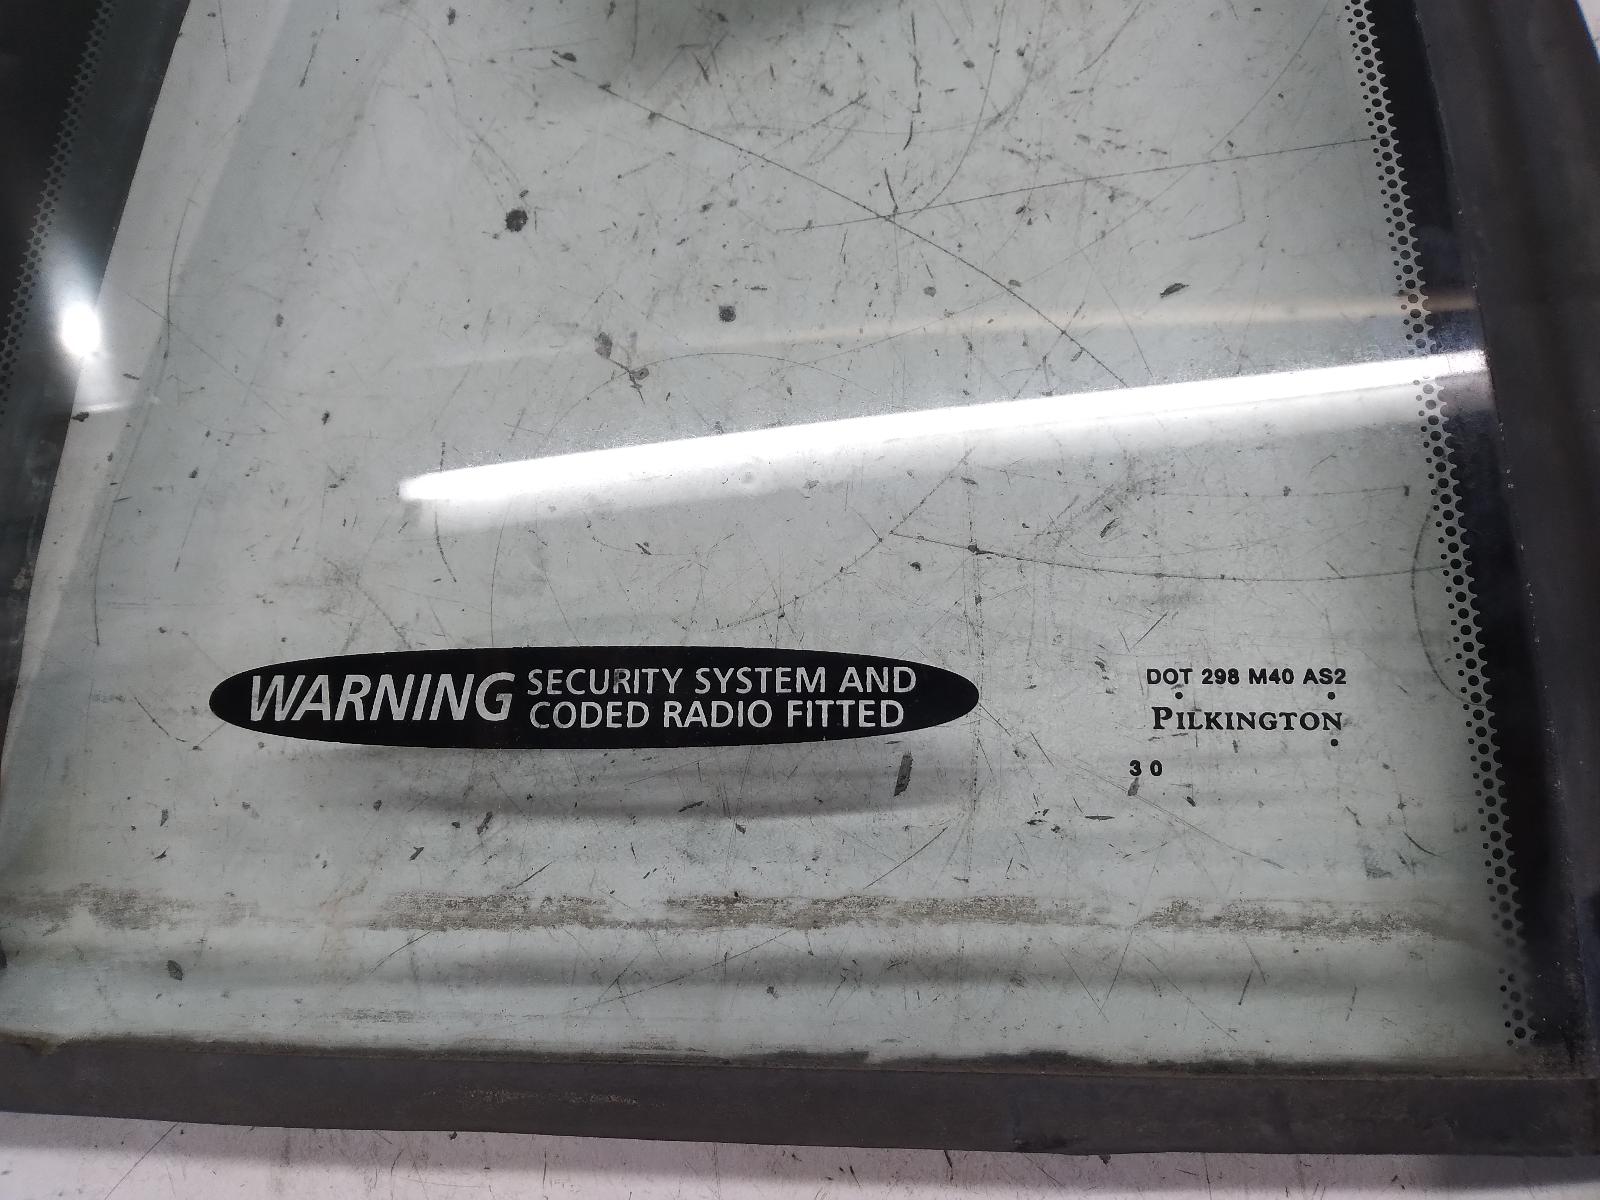 WARNING SECURITY SYSTEM AND
CODED RADIO FITTED
DOT 298 M40 AS2
PILKINGTON
30